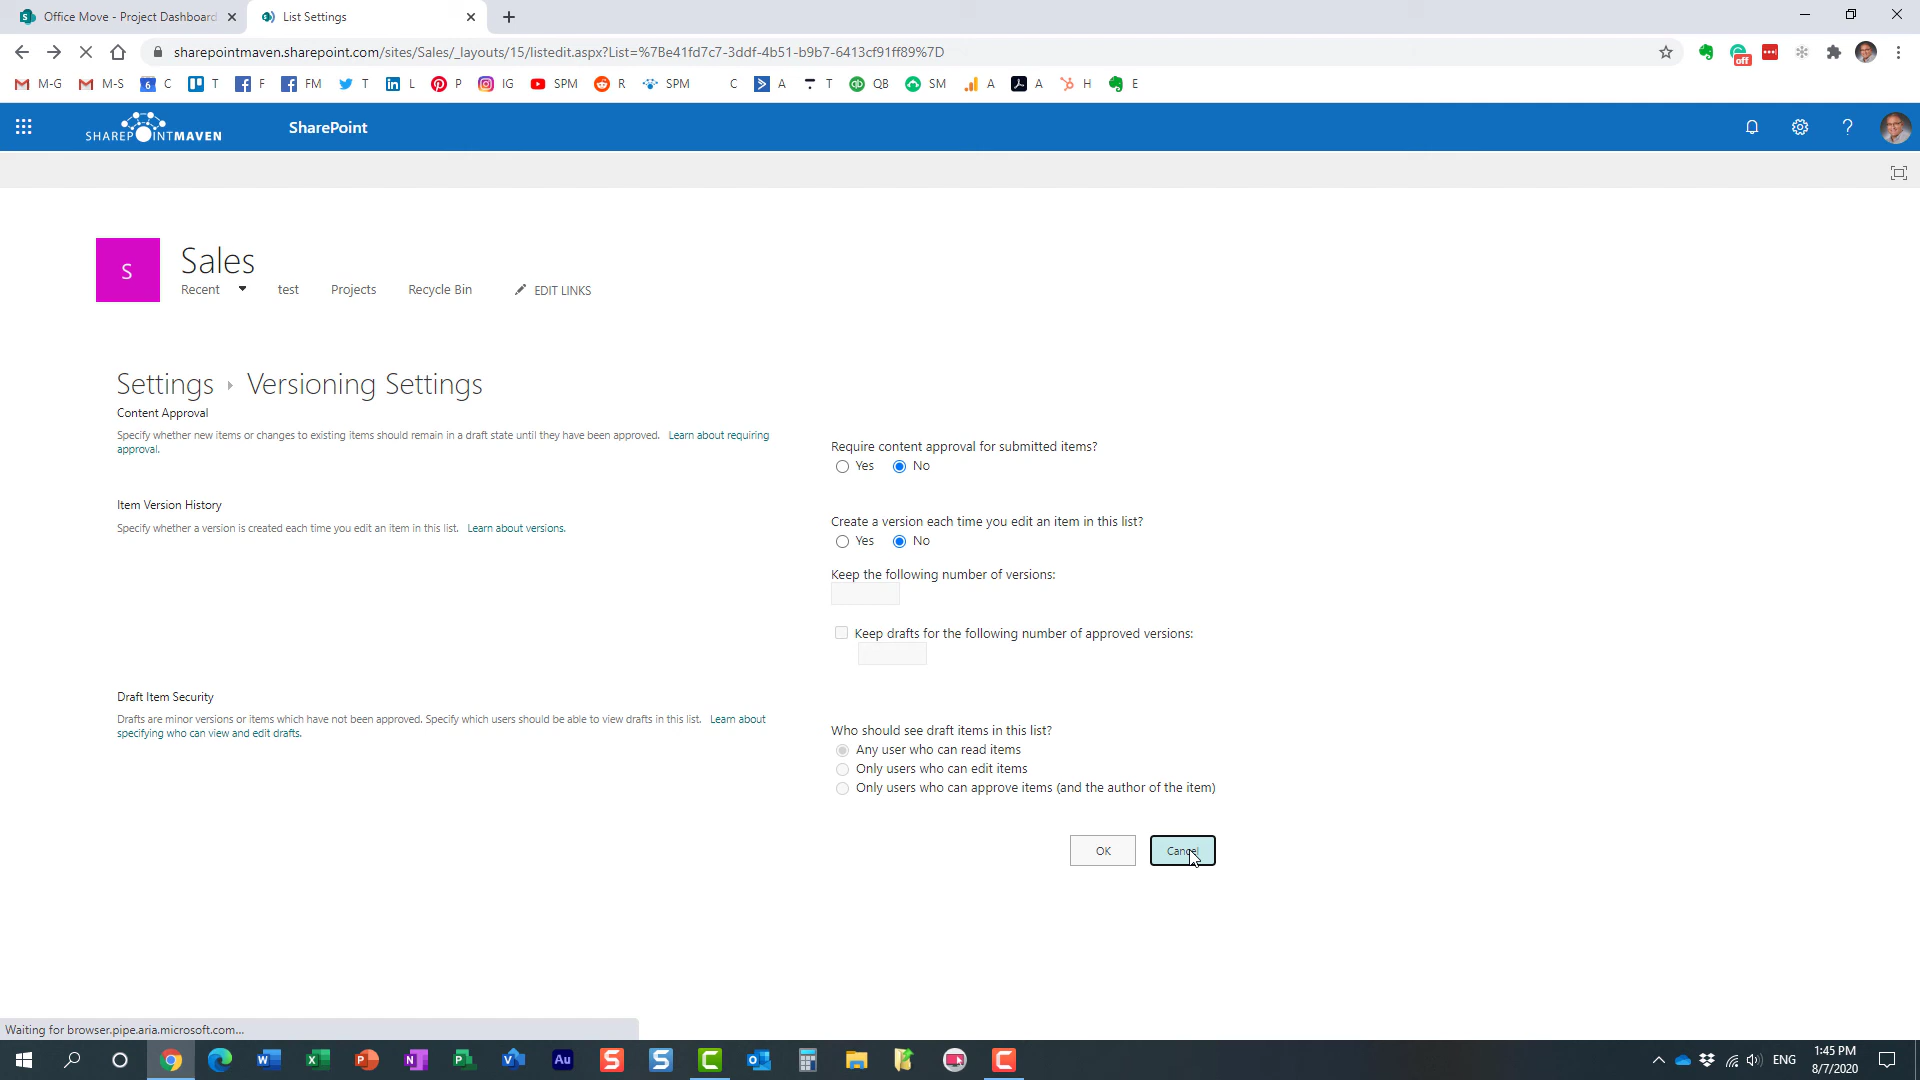 Office Move - Project Dashboard
List Settings
sharepointmaven.sharepoint.com/sites/Sales/_layouts/15/listedit.aspx?List=%7Be41fd7c7-3ddf-4b51-b9b7-6413cf91ff89%7D
off
M-G M-S 6 C T F FM T L P IG SPM R SPM C A T QB SM A A H E
SHAREPOINTMAVEN
SharePoint
?
S
Sales
Recent test Projects Recycle Bin EDIT LINKS
Settings Versioning Settings
Content Approval
Specify whether new items or changes to existing items should remain in a draft state until they have been approved. Learn about requiring
approval.
Require content approval for submitted items?
Yes No
Item Version History
Specify whether a version is created each time you edit an item in this list. Learn about versions.
Create a version each time you edit an item in this list?
Yes No
Keep the following number of versions:
Keep drafts for the following number of approved versions:
Draft Item Security
Drafts are minor versions or items which have not been approved. Specify which users should be able to view drafts in this list. Learn about
specifying who can view and edit drafts.
Who should see draft items in this list?
Any user who can read items
Only users who can edit items
Only users who can approve items (and the author of the item)
OK Cancel
Waiting for browser.pipe.aria.microsoft.com...
ENG
1:45 PM
8/7/2020